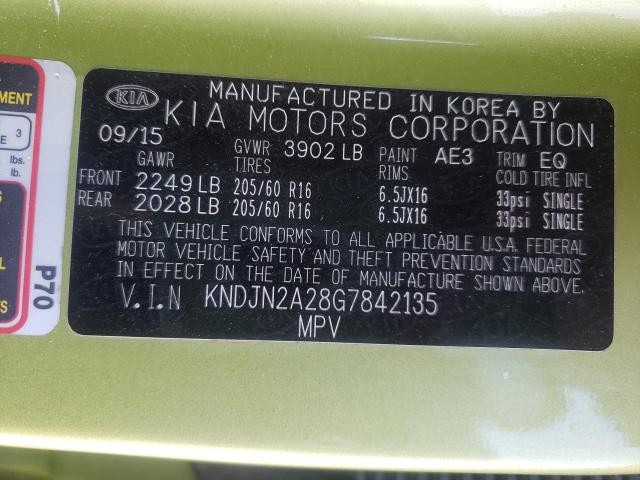 MENT
3
E
lbs.
lb.
P70
KIA
MANUFACTURED IN KOREA BY
KIA MOTORS CORPORATION
09/15 GVWR 3902 LB PAINT AE3 TRIM EQ
GAWR TIRES RIMS COLD TIRE INFL
FRONT 2249 LB 205/60 R16 6.5JX16 33psi SINGLE
REAR 2028 LB 205/60 R16 6.5JX16 33psi SINGLE
THIS VEHICLE CONFORMS TO ALL APPLICABLE U.S.A. FEDERAL
MOTOR VEHICLE SAFETY AND THEFT PREVENTION STANDARDS
IN EFFECT ON THE DATE OF MANUFACTURE SHOWN ABOVE.
V.I.N KNDJN2A28G7842135
MPV